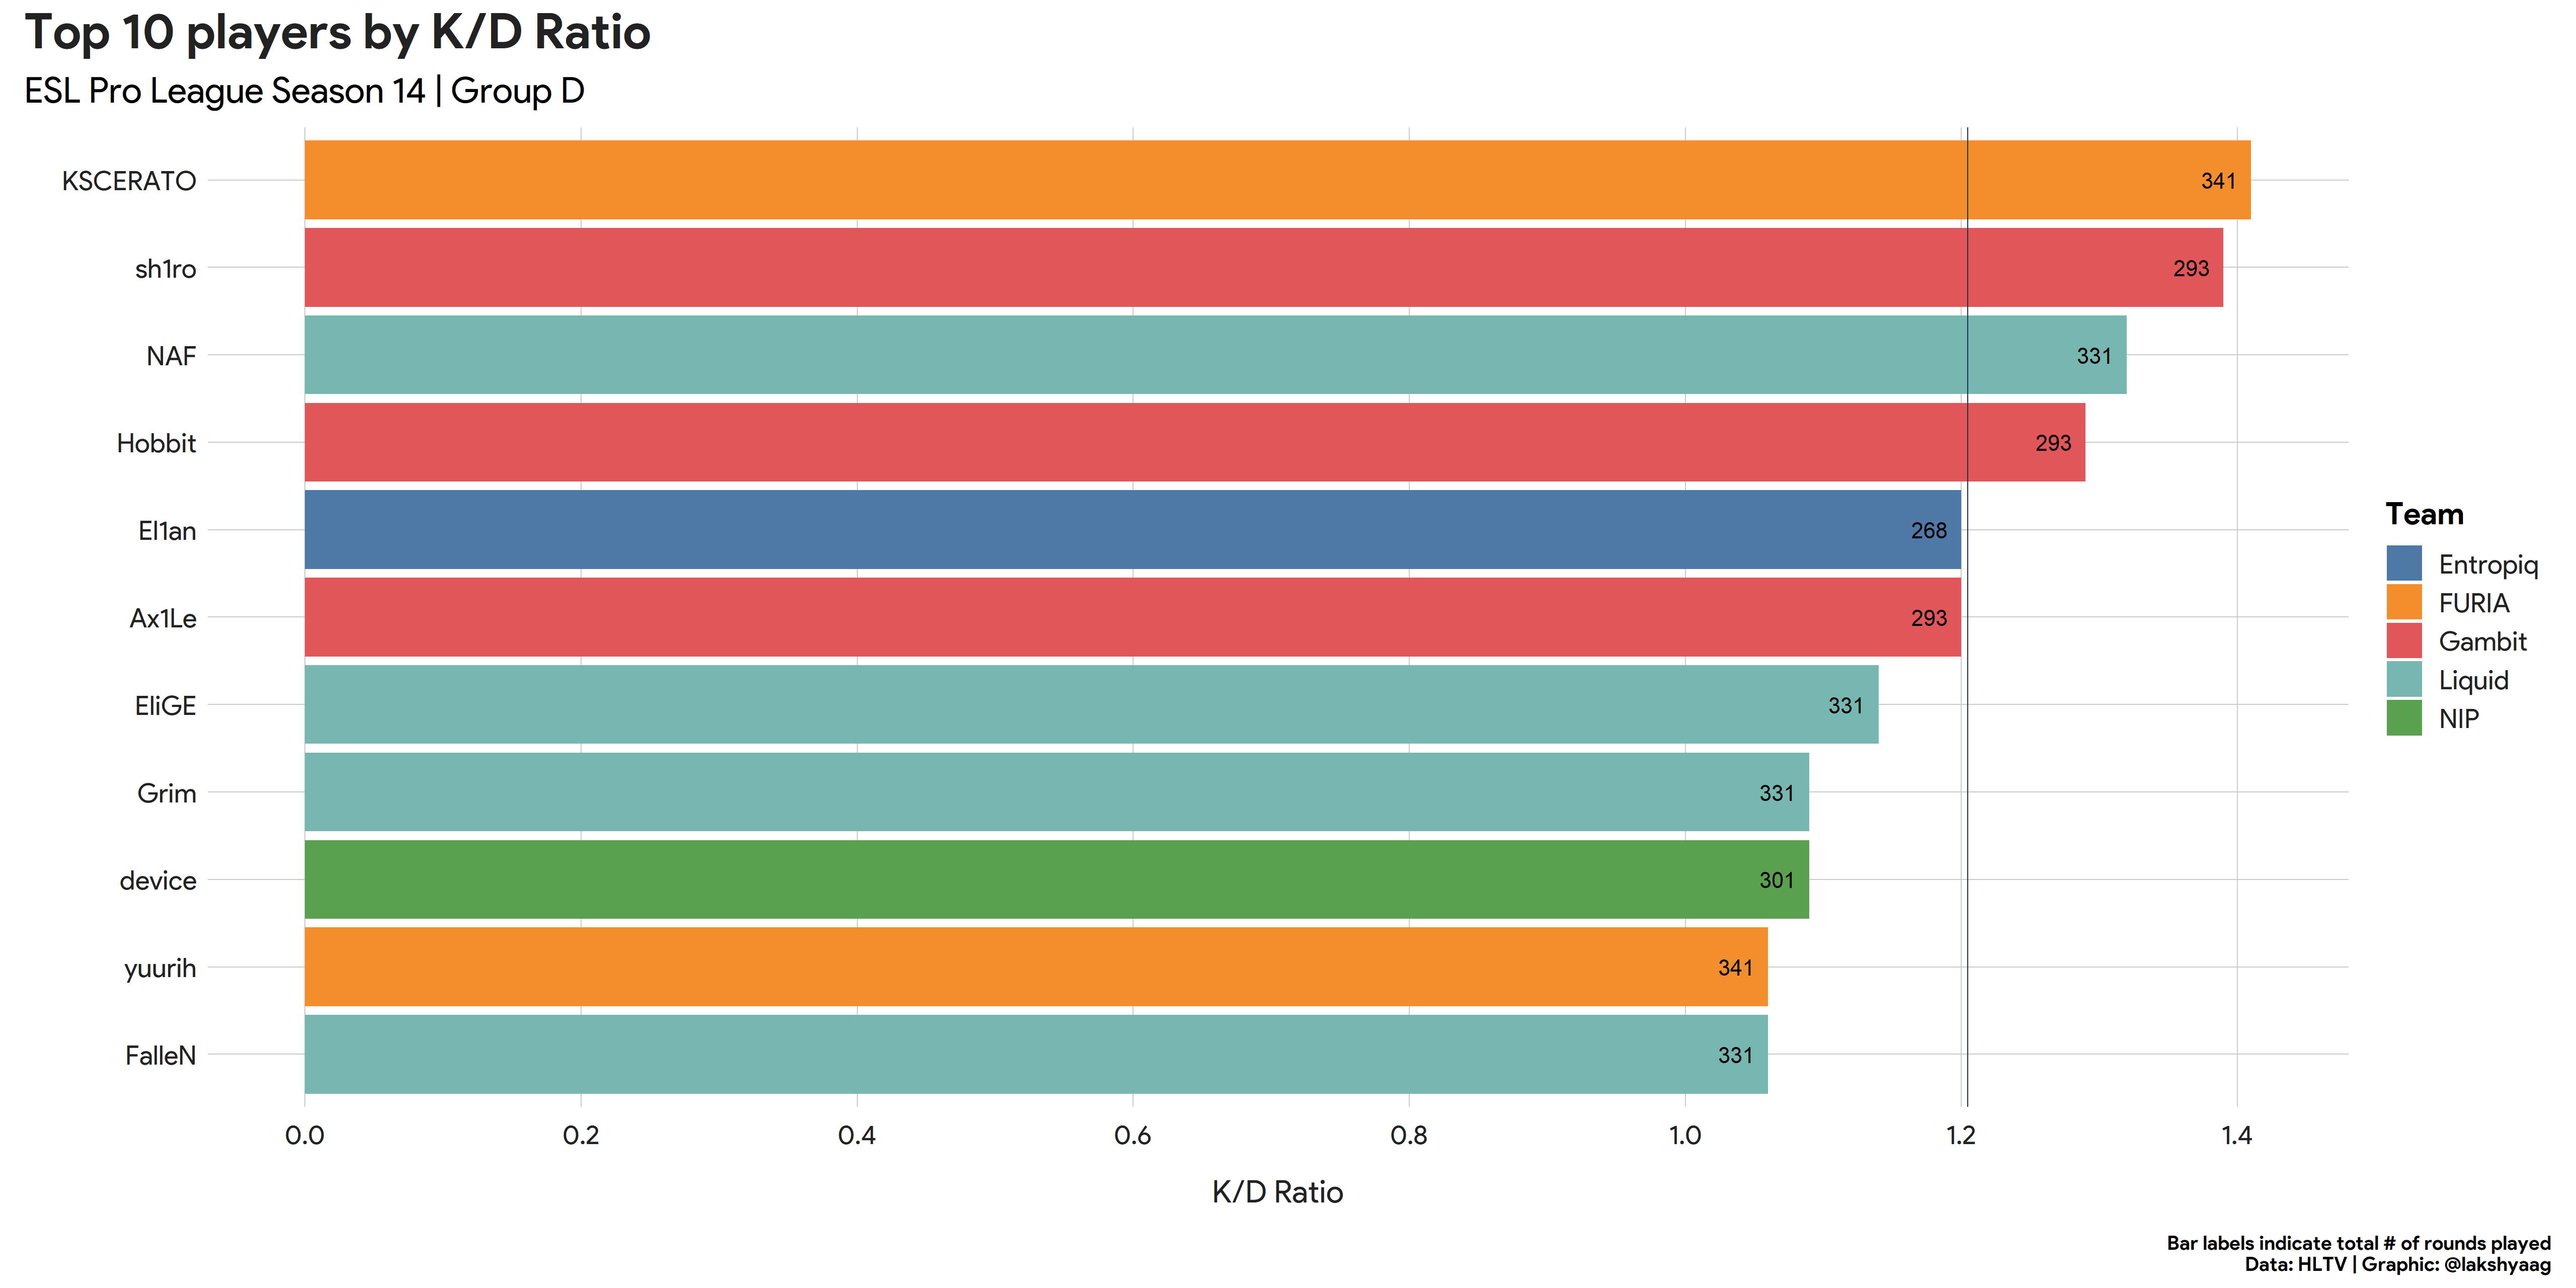 Top 10 players by K/D Ratio
ESL Pro League Season 14 | Group D
KSCERATO 341
sh1ro 293
NAF 331
Hobbit 293
El1an 268
Ax1Le 293
EliGE 331
Grim 331
device 301
yuurih 341
FalleN 331
0.0 0.2 0.4 0.6 0.8 1.0 1.2 1.4
K/D Ratio
Team
Entropiq
FURIA
Gambit
Liquid
NIP
Bar labels indicate total # of rounds played
Data: HLTV | Graphic: @lakshyaag